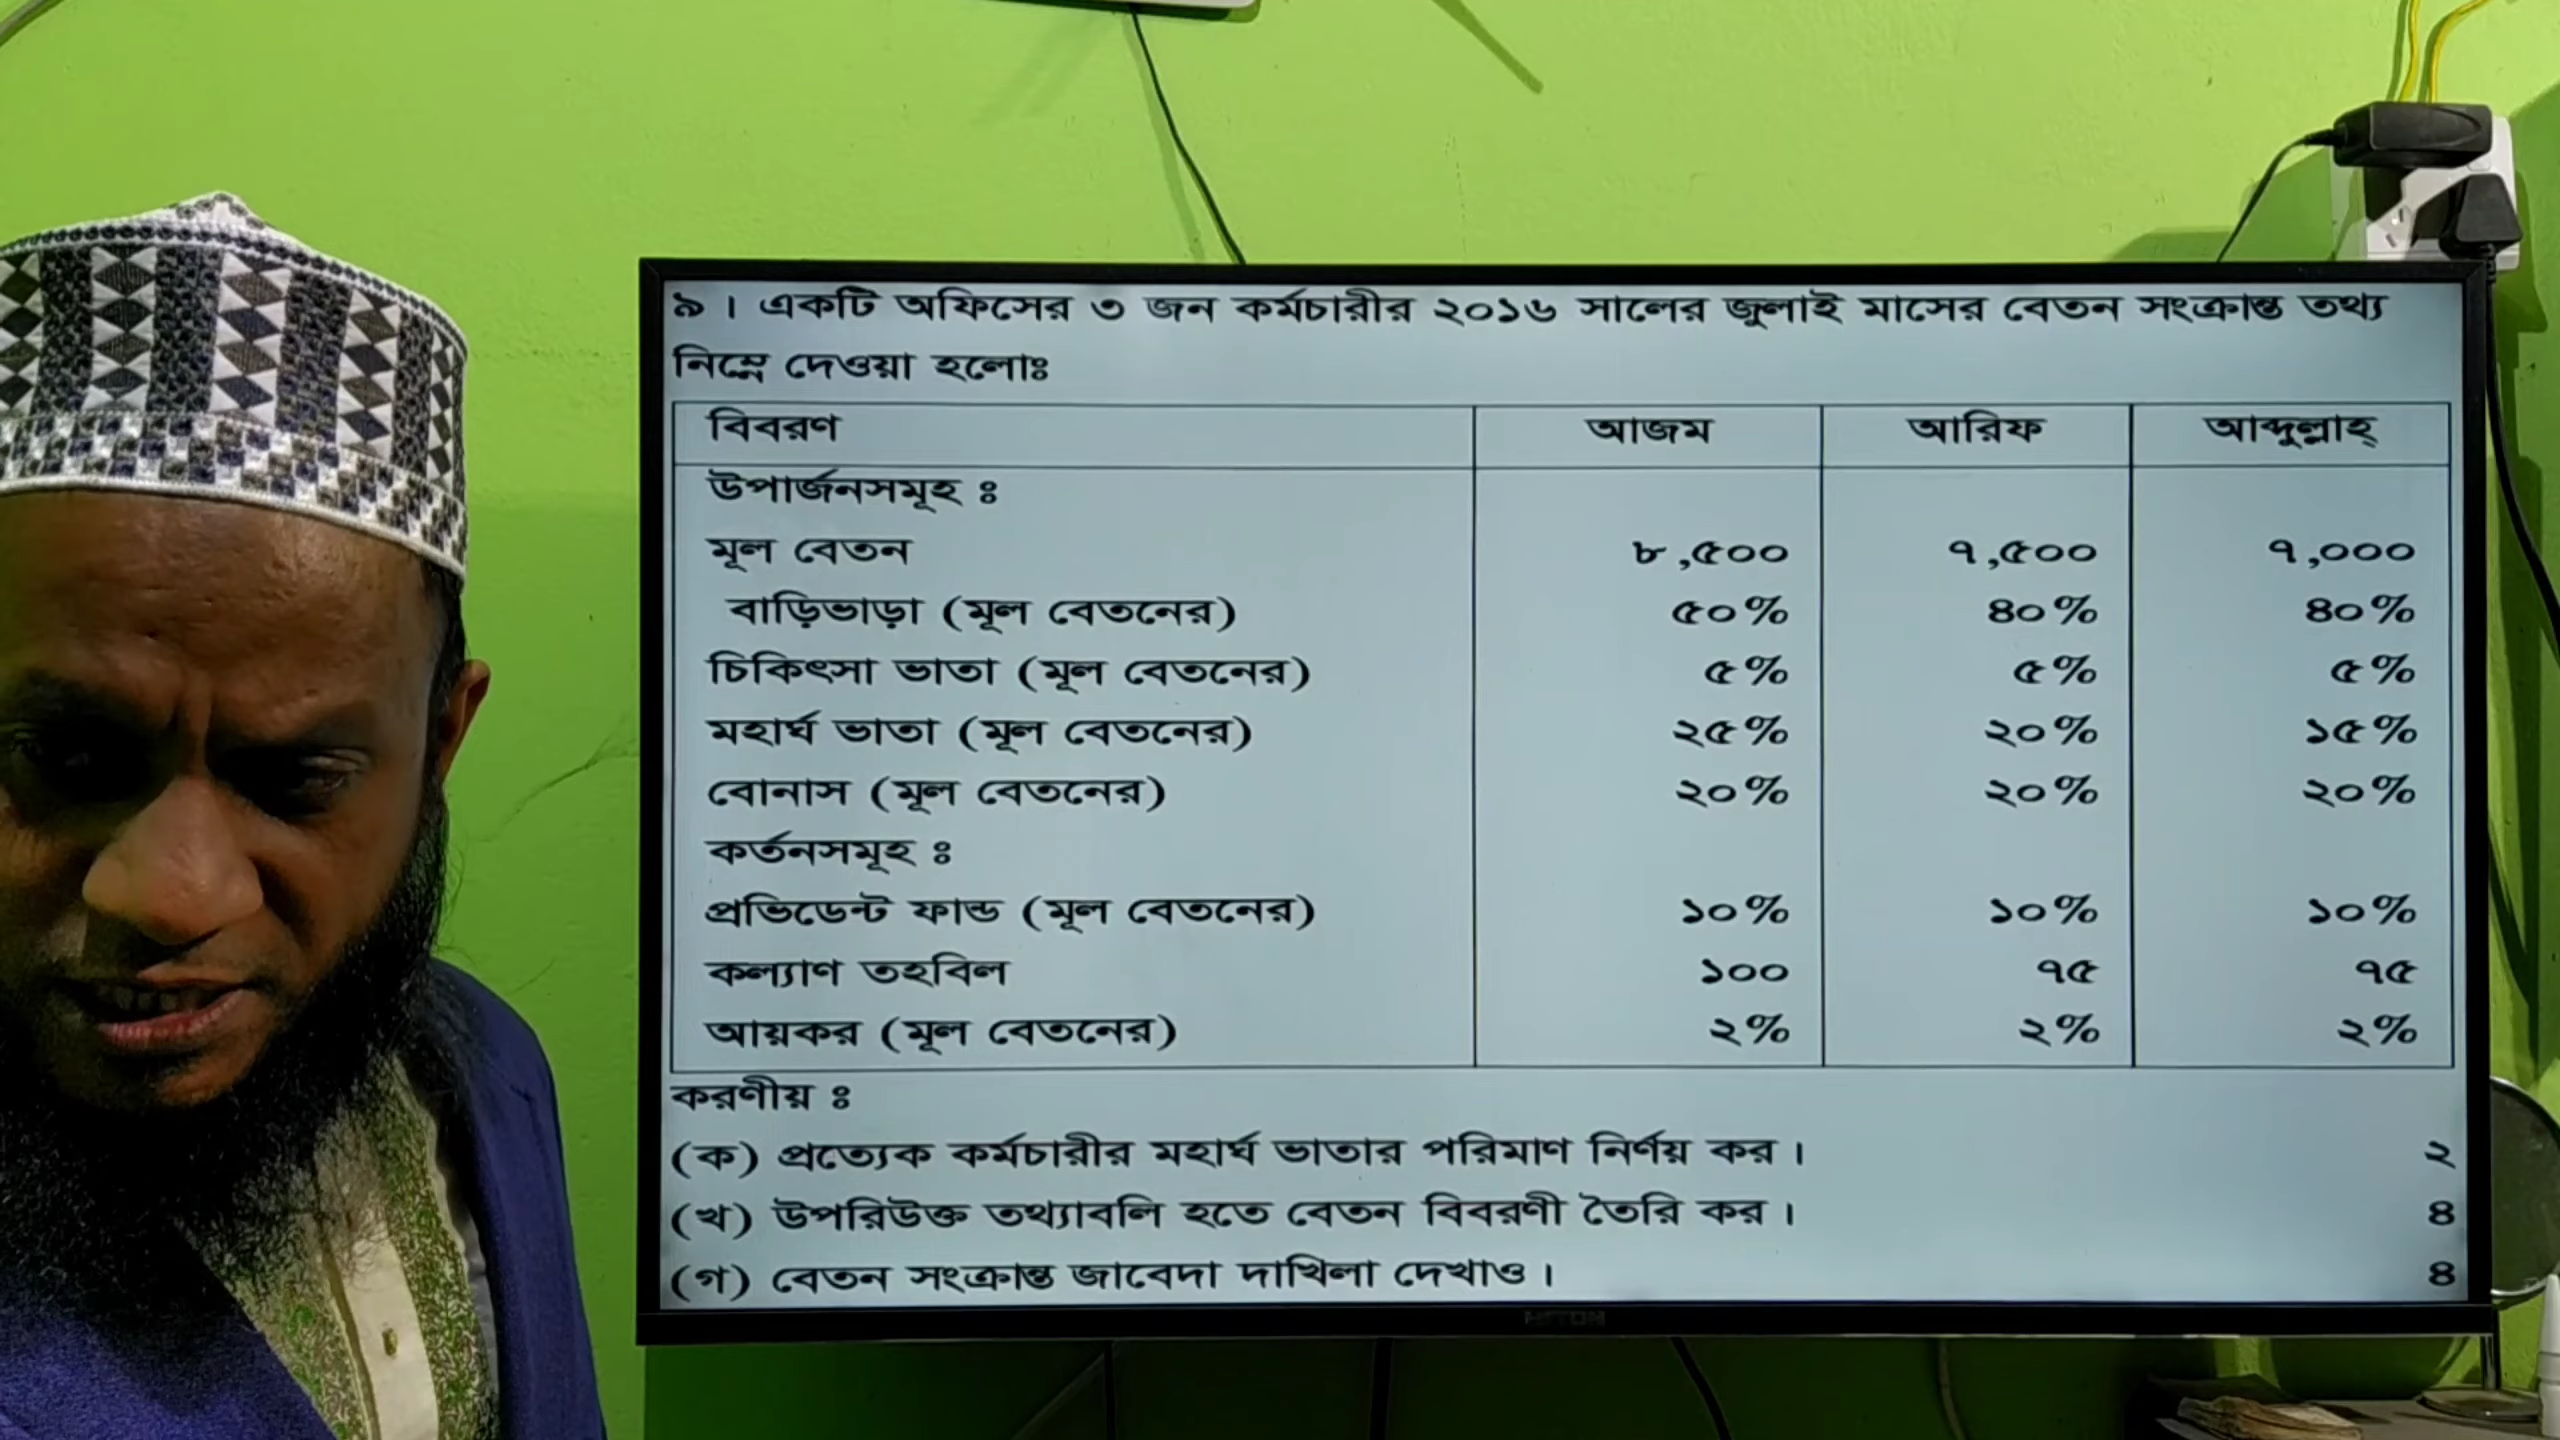 ৯। একটি অফিসের ৩ জন কর্মচারীর ২০১৬ সালের জুলাই মাসের বেতন সংক্রান্ত তথ্য
নিম্নে দেওয়া হলোঃ
বিবরণ আজম আরিফ আব্দুল্লাহ্
উপার্জনসমূহ ঃ
মূল বেতন ৮,৫০০ ৭,৫০০ ৭,০০০
বাড়িভাড়া (মূল বেতনের) ৫০% ৪০% ৪০%
চিকিৎসা ভাতা (মূল বেতনের) ৫% ৫% ৫%
মহার্ঘ ভাতা (মূল বেতনের) ২৫% ২০% ১৫%
বোনাস (মূল বেতনের) ২০% ২০% ২০%
কর্তনসমূহ ঃ
প্রভিডেন্ট ফান্ড (মূল বেতনের) ১০% ১০% ১০%
কল্যাণ তহবিল ১০০ ৭৫ ৭৫
আয়কর (মূল বেতনের) ২% ২% ২%
করণীয় ঃ
(ক) প্রত্যেক কর্মচারীর মহার্ঘ ভাতার পরিমাণ নির্ণয় কর। ২
(খ) উপরিউক্ত তথ্যাবলি হতে বেতন বিবরণী তৈরি কর। ৪
(গ) বেতন সংক্রান্ত জাবেদা দাখিলা দেখাও। ৪